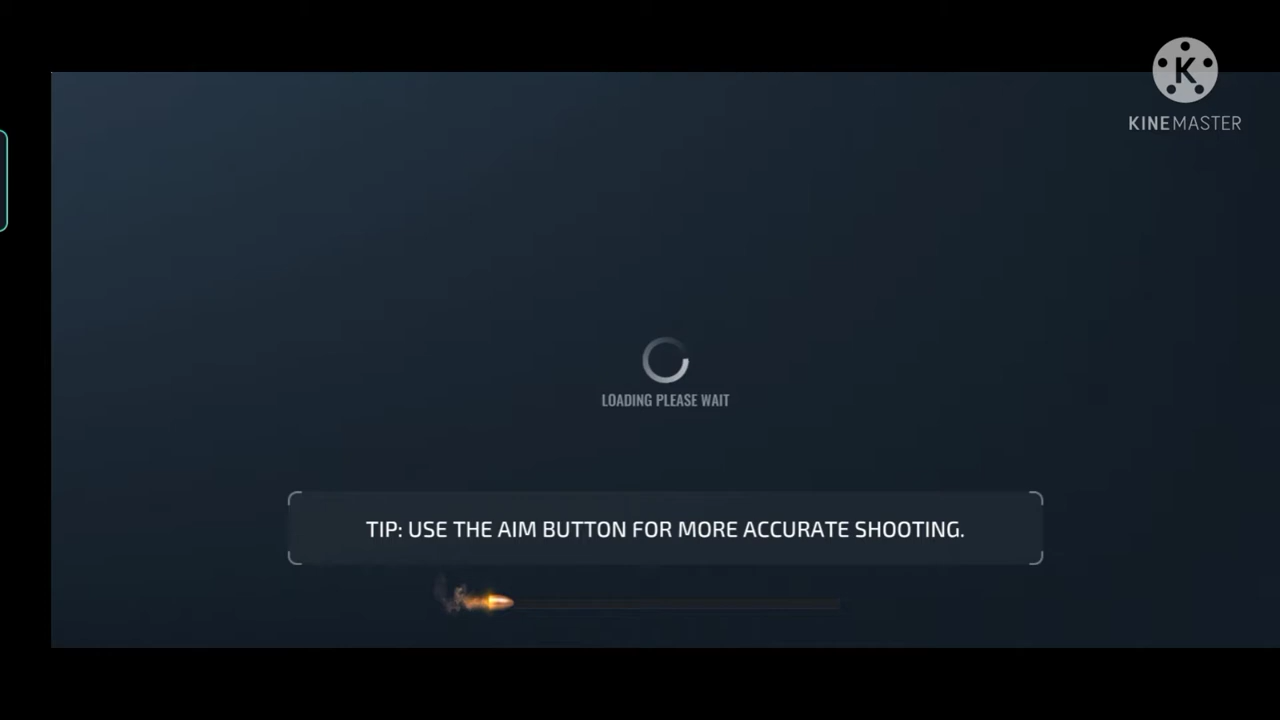 K
KINEMASTER
LOADING PLEASE WAIT
TIP: USE THE AIM BUTTON FOR MORE ACCURATE SHOOTING.